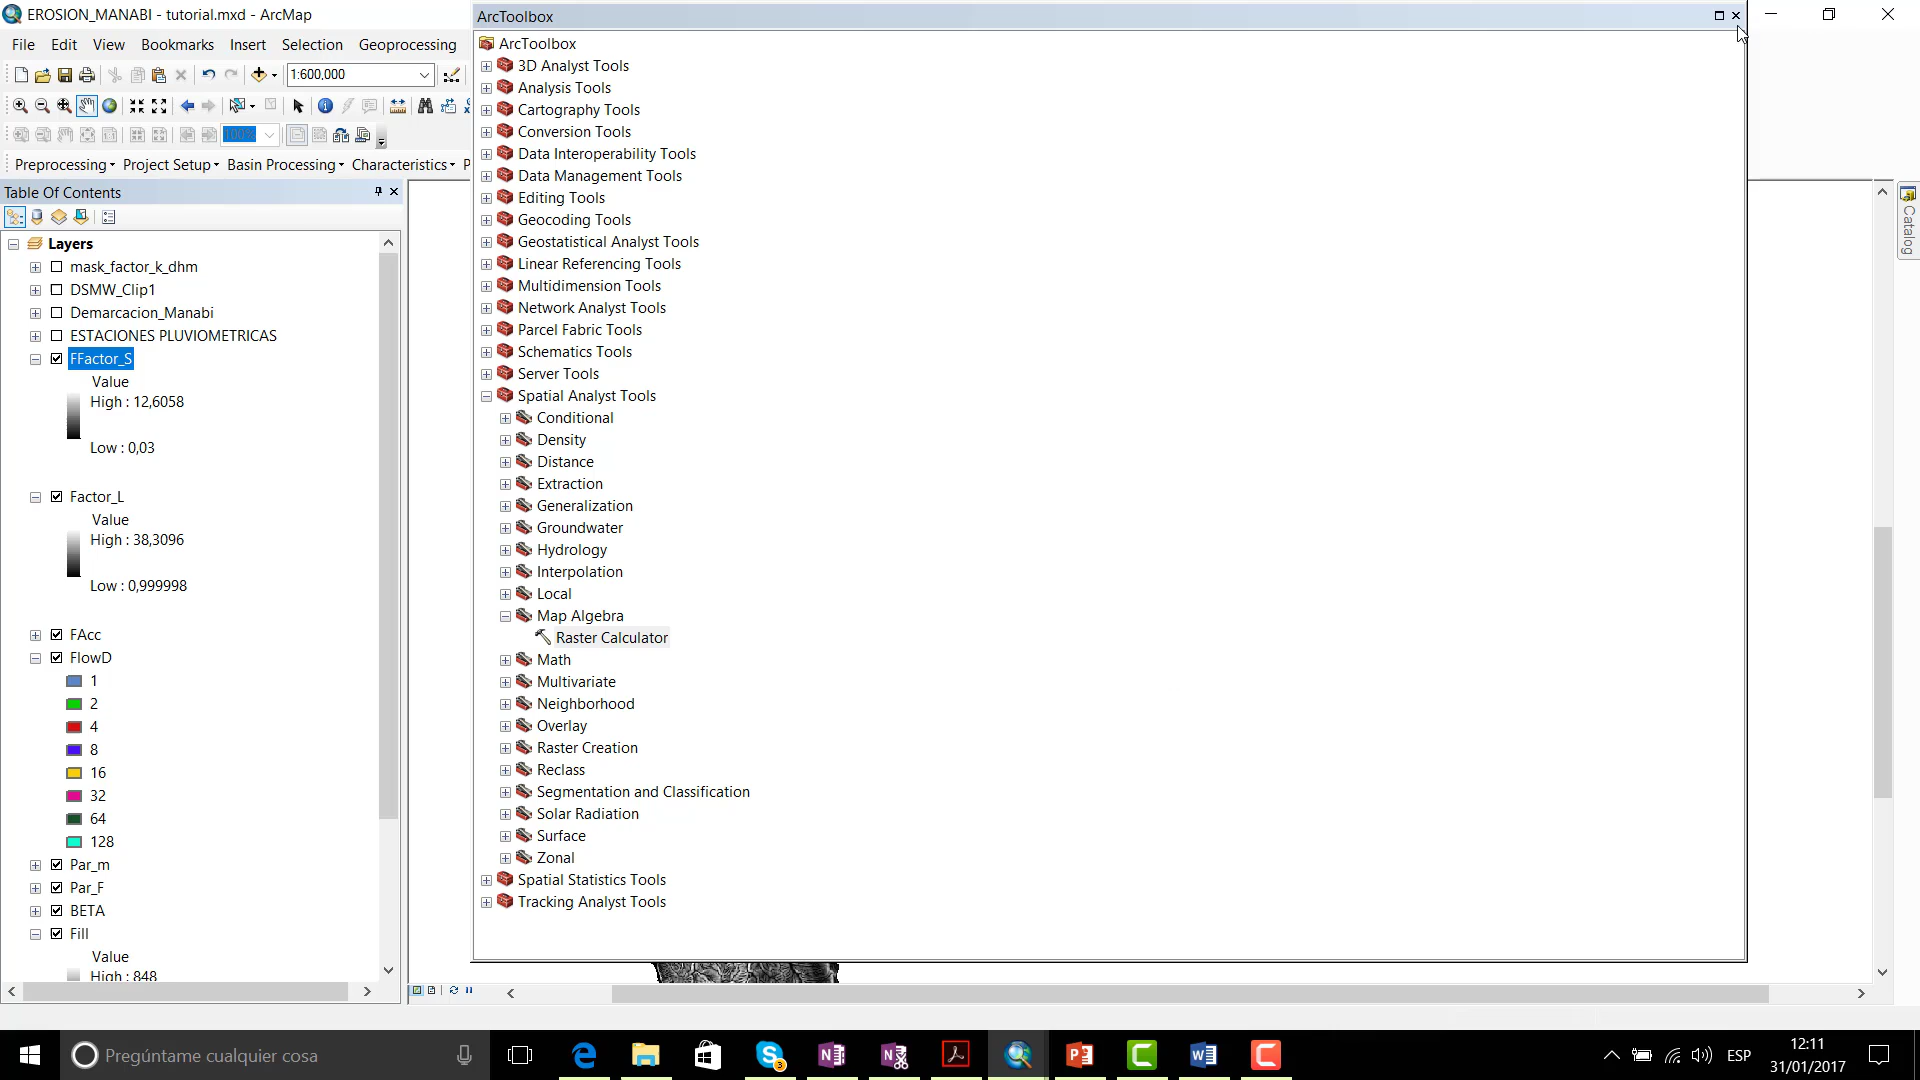 EROSION_MANABI - tutorial.mxd - ArcMap
ArcToolbox
File Edit View Bookmarks Insert Selection Geoprocessing
1:600,000
100%
Preprocessing Project Setup Basin Processing Characteristics P
Table Of Contents
Layers
mask_factor_k_dhm
DSMW_Clip1
Demarcacion_Manabi
ESTACIONES PLUVIOMETRICAS
FFactor_S
Value
High : 12,6058
Low : 0,03
Factor_L
Value
High : 38,3096
Low : 0,999998
FAcc
FlowD
1
2
4
8
16
32
64
128
Par_m
Par_F
BETA
Fill
Value
High : 848
ArcToolbox
3D Analyst Tools
Analysis Tools
Cartography Tools
Conversion Tools
Data Interoperability Tools
Data Management Tools
Editing Tools
Geocoding Tools
Geostatistical Analyst Tools
Linear Referencing Tools
Multidimension Tools
Network Analyst Tools
Parcel Fabric Tools
Schematics Tools
Server Tools
Spatial Analyst Tools
Conditional
Density
Distance
Extraction
Generalization
Groundwater
Hydrology
Interpolation
Local
Map Algebra
Raster Calculator
Math
Multivariate
Neighborhood
Overlay
Raster Creation
Reclass
Segmentation and Classification
Solar Radiation
Surface
Zonal
Spatial Statistics Tools
Tracking Analyst Tools
Catalog
Pregúntame cualquier cosa
3
ESP
12:11
31/01/2017